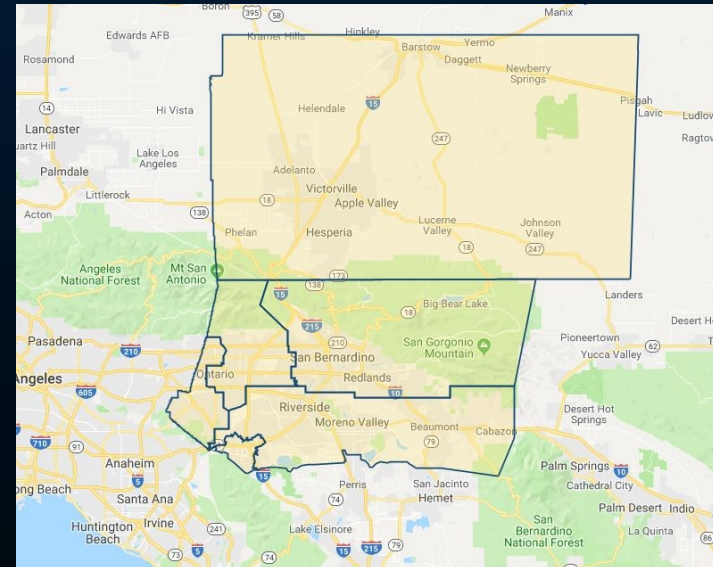 Boron
395
58
Manix
Edwards AFB
Kramer Hills
Hinkley
Yermo
Barstow
Daggett
Rosamond
Newberry
Springs
Pisgah
Lavic
Ludlow
14
Hi Vista
Helendale
15
Lancaster
247
Ragtow
uartz Hill
Lake Los
Angeles
Adelanto
Palmdale
Victorville
Littlerock
18
Apple Valley
Acton
138
Lucerne
Valley
Johnson
Valley
Phelan
Hesperia
18
247
Angeles
National Forest
Mt San
Antonio
173
138
15
Landers
Big Bear Lake
18
215
Desert H
Pioneertown
Pasadena
210
210
San Gorgonio
Mountain
62
Yucca Valley
San Bernardino
Angeles
Ontario
Redlands
605
10
Riverside
Desert Hot
Springs
Moreno Valley
Beaumont
Cabazon
710
91
79
Anaheim
Palm Springs
10
5
15
Perris
San Jacinto
Cathedral City
ong Beach
Hemet
Santa Ana
74
Palm Desert
Indio
Huntington
Beach
Irvine
241
Lake Elsinore
San
Bernardino
National Forest
La Quinta
86
73
5
74
15
215
79